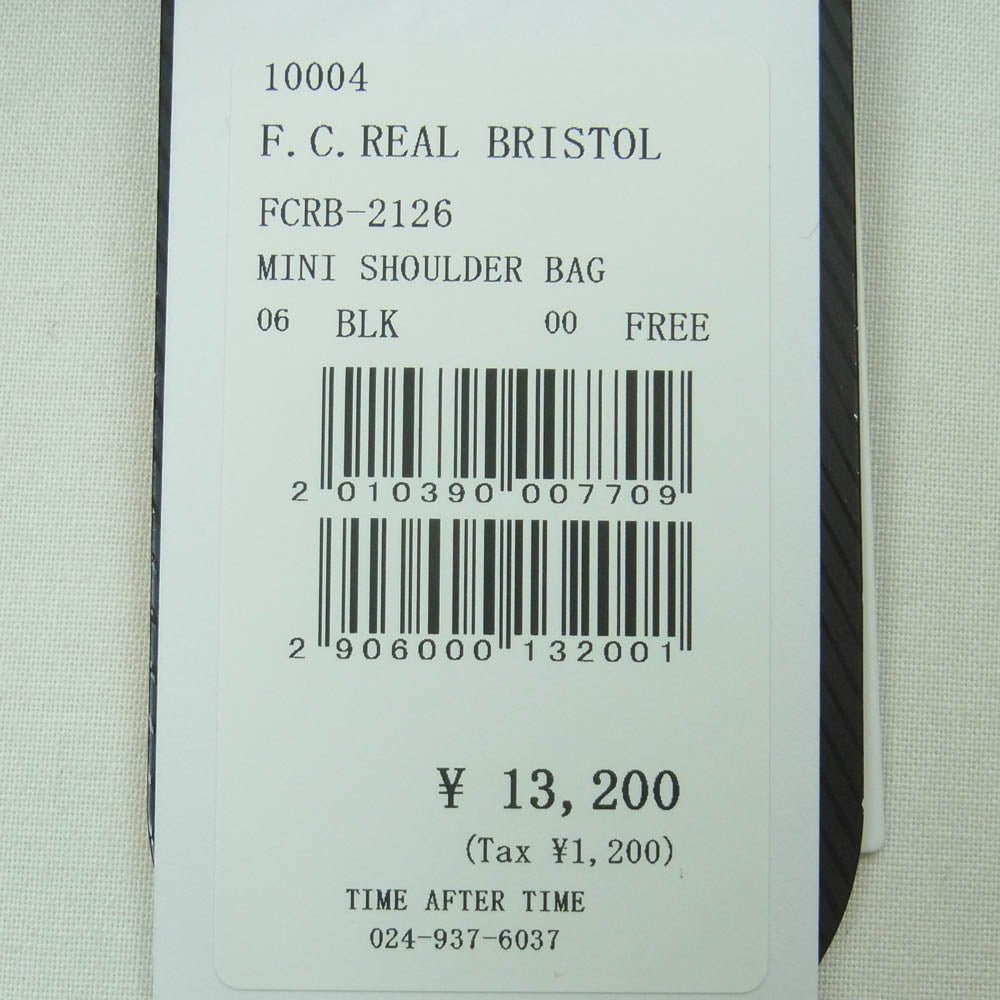 10004
F.C.REAL BRISTOL
FCRB-2126
MINI SHOULDER BAG
06 BLK 00 FREE
2 010390 007709
2 906000 132001
¥ 13,200
(Tax ¥1,200)
TIME AFTER TIME
024-937-6037